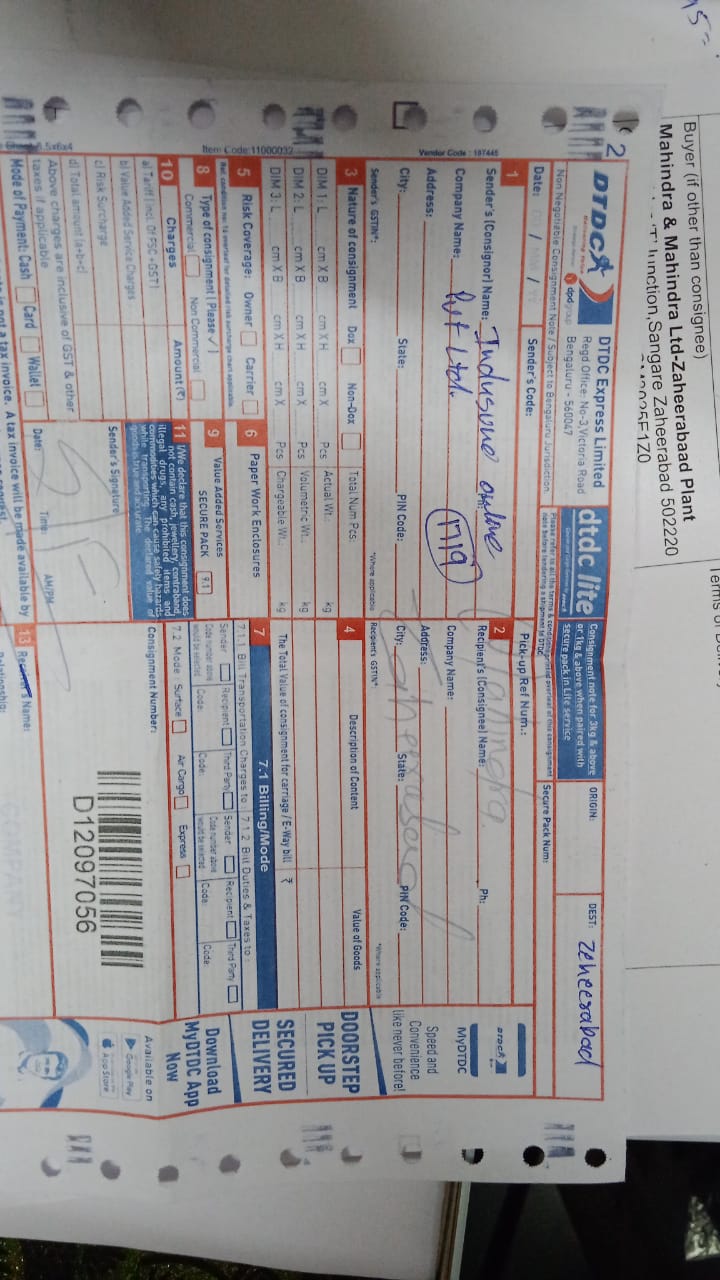 Buyer (if other than consignee)
Mahindra & Mahindra Ltd-Zaheerabaad Plant
Junction,Sangare Zaheerabad 502220
2
DTDC
dpdgroup
DTDC Express Limited
Regd. Office: No-3,Victoria Road
Bengaluru - 560047
dtdc lite
Consignment note for 3kg & above
or 1kg & above when paired with
secure pack in Lite service
ORIGIN:
DEST: Zaheerabad
Non Negotiable Consignment Note / Subject to Bengaluru Jurisdiction.
Please refer to all the terms & conditions printed overleaf of this consignment
note before tendering a shipment to DTDC
Date:
Sender's Code:
Pick-up Ref Num.:
Secure Pack Num:
1
Sender's (Consignor) Name: Indusone online
Company Name: Pvt Ltd.
1719
Address:
City:
State:
PIN Code:
Sender's GSTIN*:
*Where applicable
2
Recipient's (Consignee) Name:
Ph:
Mahindra
Company Name:
Address:
Zaheerabad
City:
State:
PIN Code:
Recipient's GSTIN*
*Where applicable
MyDTDC
Speed and
Convenience
like never before!
Vendor Code : 197445
3 Nature of consignment Dox Non-Dox Total Num Pcs:
DIM 1: L cm X B cm X H cm X Pcs Actual Wt.: kg
DIM 2: L cm X B cm X H cm X Pcs Volumetric Wt.: kg
DIM 3: L cm X B cm X H cm X Pcs Chargeable Wt.: kg
4 Description of Content
Value of Goods
The Total Value of consignment for carriage / E-Way bill ₹
DOORSTEP
PICK UP
SECURED
DELIVERY
Item Code:11000032
5 Risk Coverage: Owner Carrier
6 Paper Work Enclosures
7 7.1 Billing/Mode
7.1.1 Bill Transportation Charges to :
7.1.2 Bill Duties & Taxes to :
Sender Recipient Third Party
Sender Recipient Third Party
Code number above
would be selected
Code:
Code:
Code number above
would be selected
Code:
Code
7.2 Mode: Surface Air Cargo Express
8 Type of consignment ( Please ✓ )
Commercial Non Commercial
9 Value Added Services
SECURE PACK 9.1
Download
MyDTDC App
Now
10 Charges Amount (₹)
a) Tariff (incl. Of FSC+GST)
b) Value Added Service Charges
c) Risk Surcharge
d) Total amount (a+b+c)
Above charges are inclusive of GST & other
taxes if applicable
Mode of Payment: Cash Card Wallet
11 I/We declare that this consignment does
not contain cash, jewellery, contraband,
illegal drugs, any prohibited items and
commodities which can cause safety hazards
while transporting. The declared value of
goods is true and accurate
Sender's Signature
Date: Time: AM/PM
Consignment Number:
D12097056
Available on
Google Play
App Store
13
Name:
Relationship:
a tax invoice. A tax invoice will be made available by